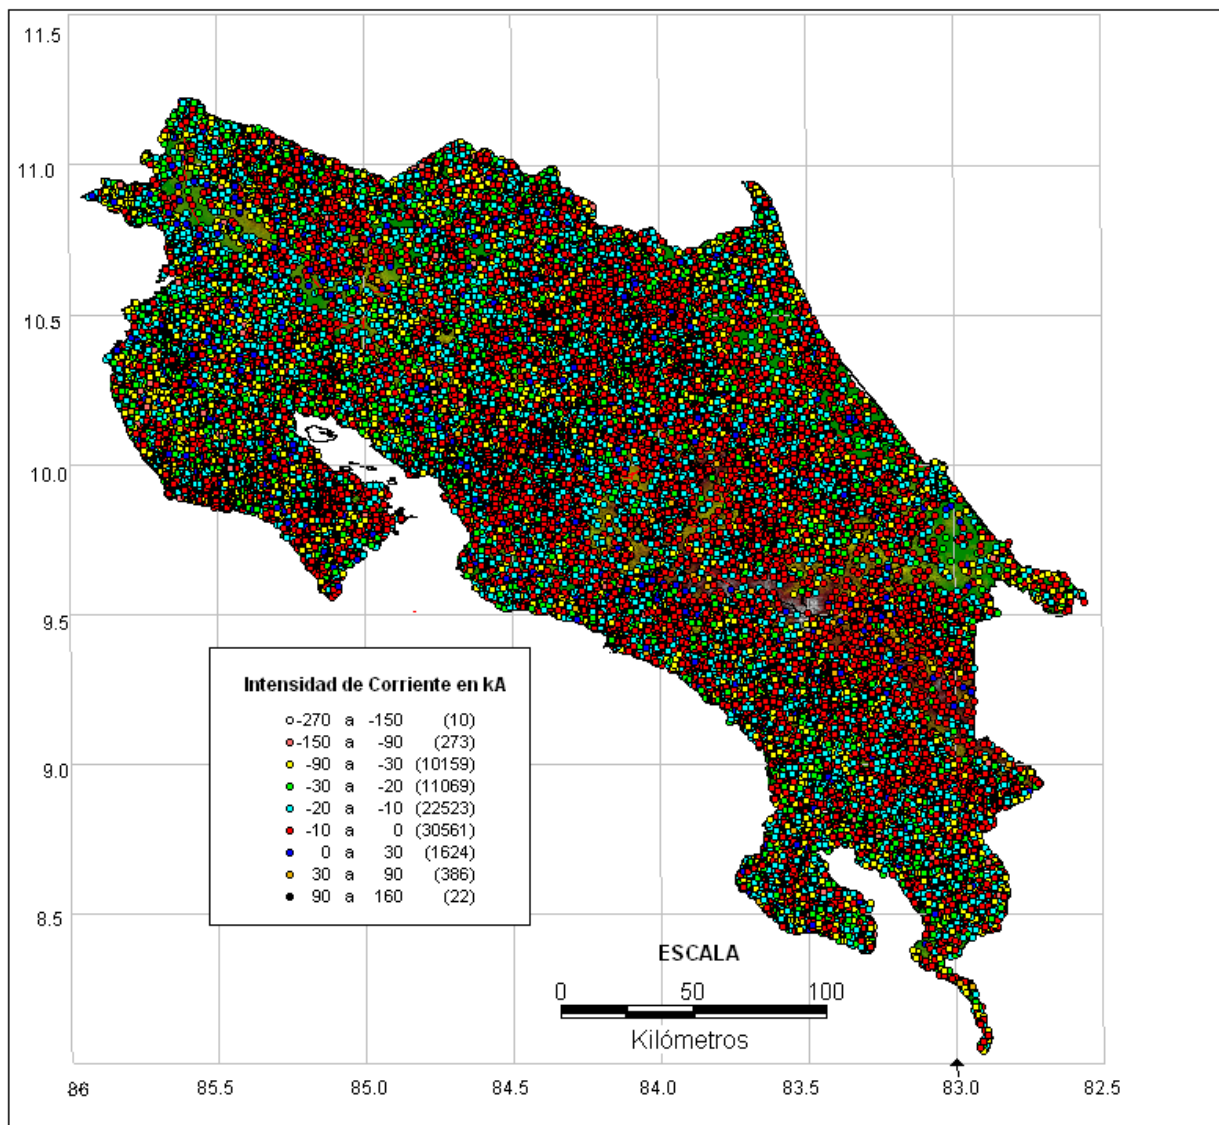 11.5
11.0
10.5
10.0
9.5
9.0
8.5
Intensidad de Corriente en kA
-270 a -150 (10)
-150 a -90 (273)
-90 a -30 (10159)
-30 a -20 (11069)
-20 a -10 (22523)
-10 a 0 (30561)
0 a 30 (1624)
30 a 90 (386)
90 a 160 (22)
ESCALA
0 50 100
Kilómetros
86 85.5 85.0 84.5 84.0 83.5 83.0 82.5